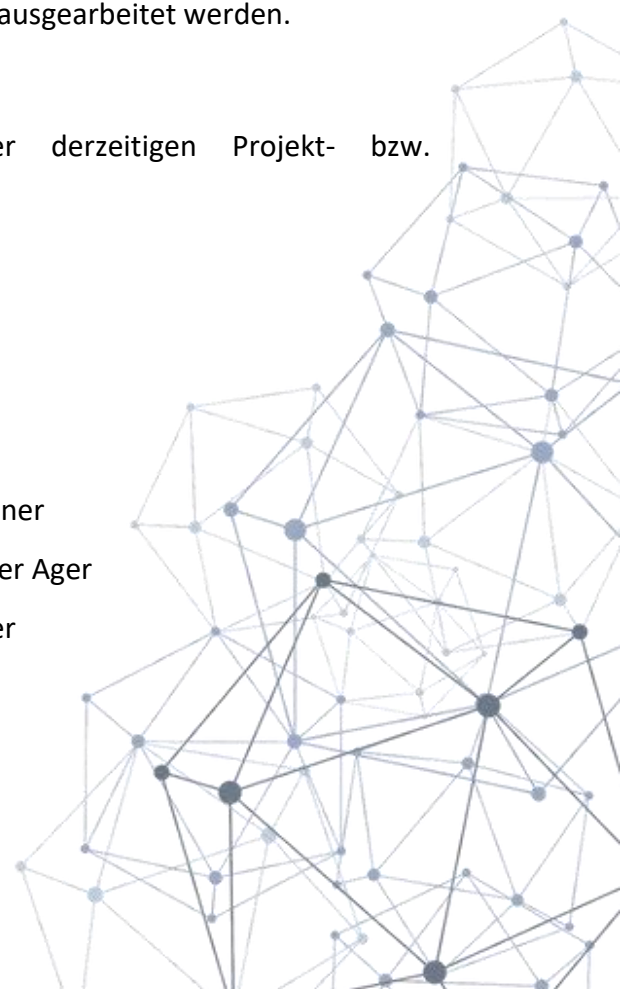 ausgearbeitet werden.
er derzeitigen Projekt- bzw.
ner
er Ager
er